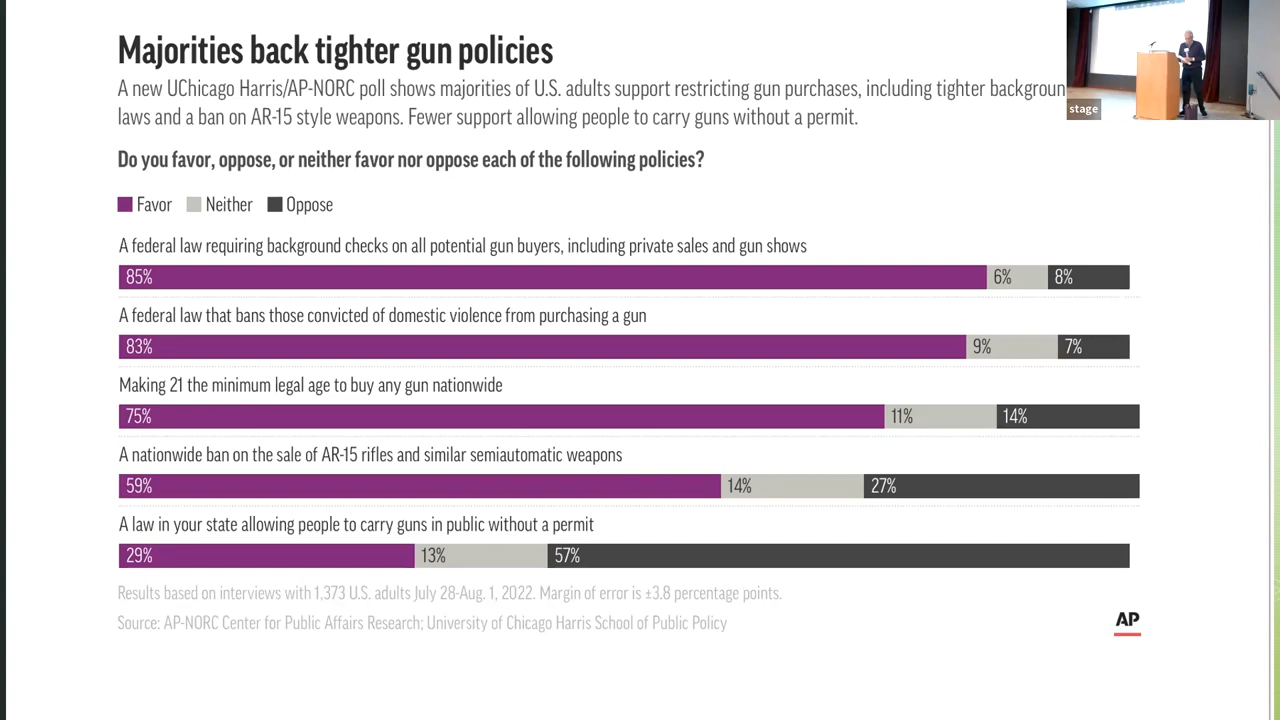 Majorities back tighter gun policies
A new UChicago Harris/AP-NORC poll shows majorities of U.S. adults support restricting gun purchases, including tighter backgroun
laws and a ban on AR-15 style weapons. Fewer support allowing people to carry guns without a permit.
stage
Do you favor, oppose, or neither favor nor oppose each of the following policies?
Favor Neither Oppose
A federal law requiring background checks on all potential gun buyers, including private sales and gun shows
85% 6% 8%
A federal law that bans those convicted of domestic violence from purchasing a gun
83% 9% 7%
Making 21 the minimum legal age to buy any gun nationwide
75% 11% 14%
A nationwide ban on the sale of AR-15 rifles and similar semiautomatic weapons
59% 14% 27%
A law in your state allowing people to carry guns in public without a permit
29% 13% 57%
Results based on interviews with 1,373 U.S. adults July 28-Aug. 1, 2022. Margin of error is ±3.8 percentage points.
Source: AP-NORC Center for Public Affairs Research; University of Chicago Harris School of Public Policy
AP